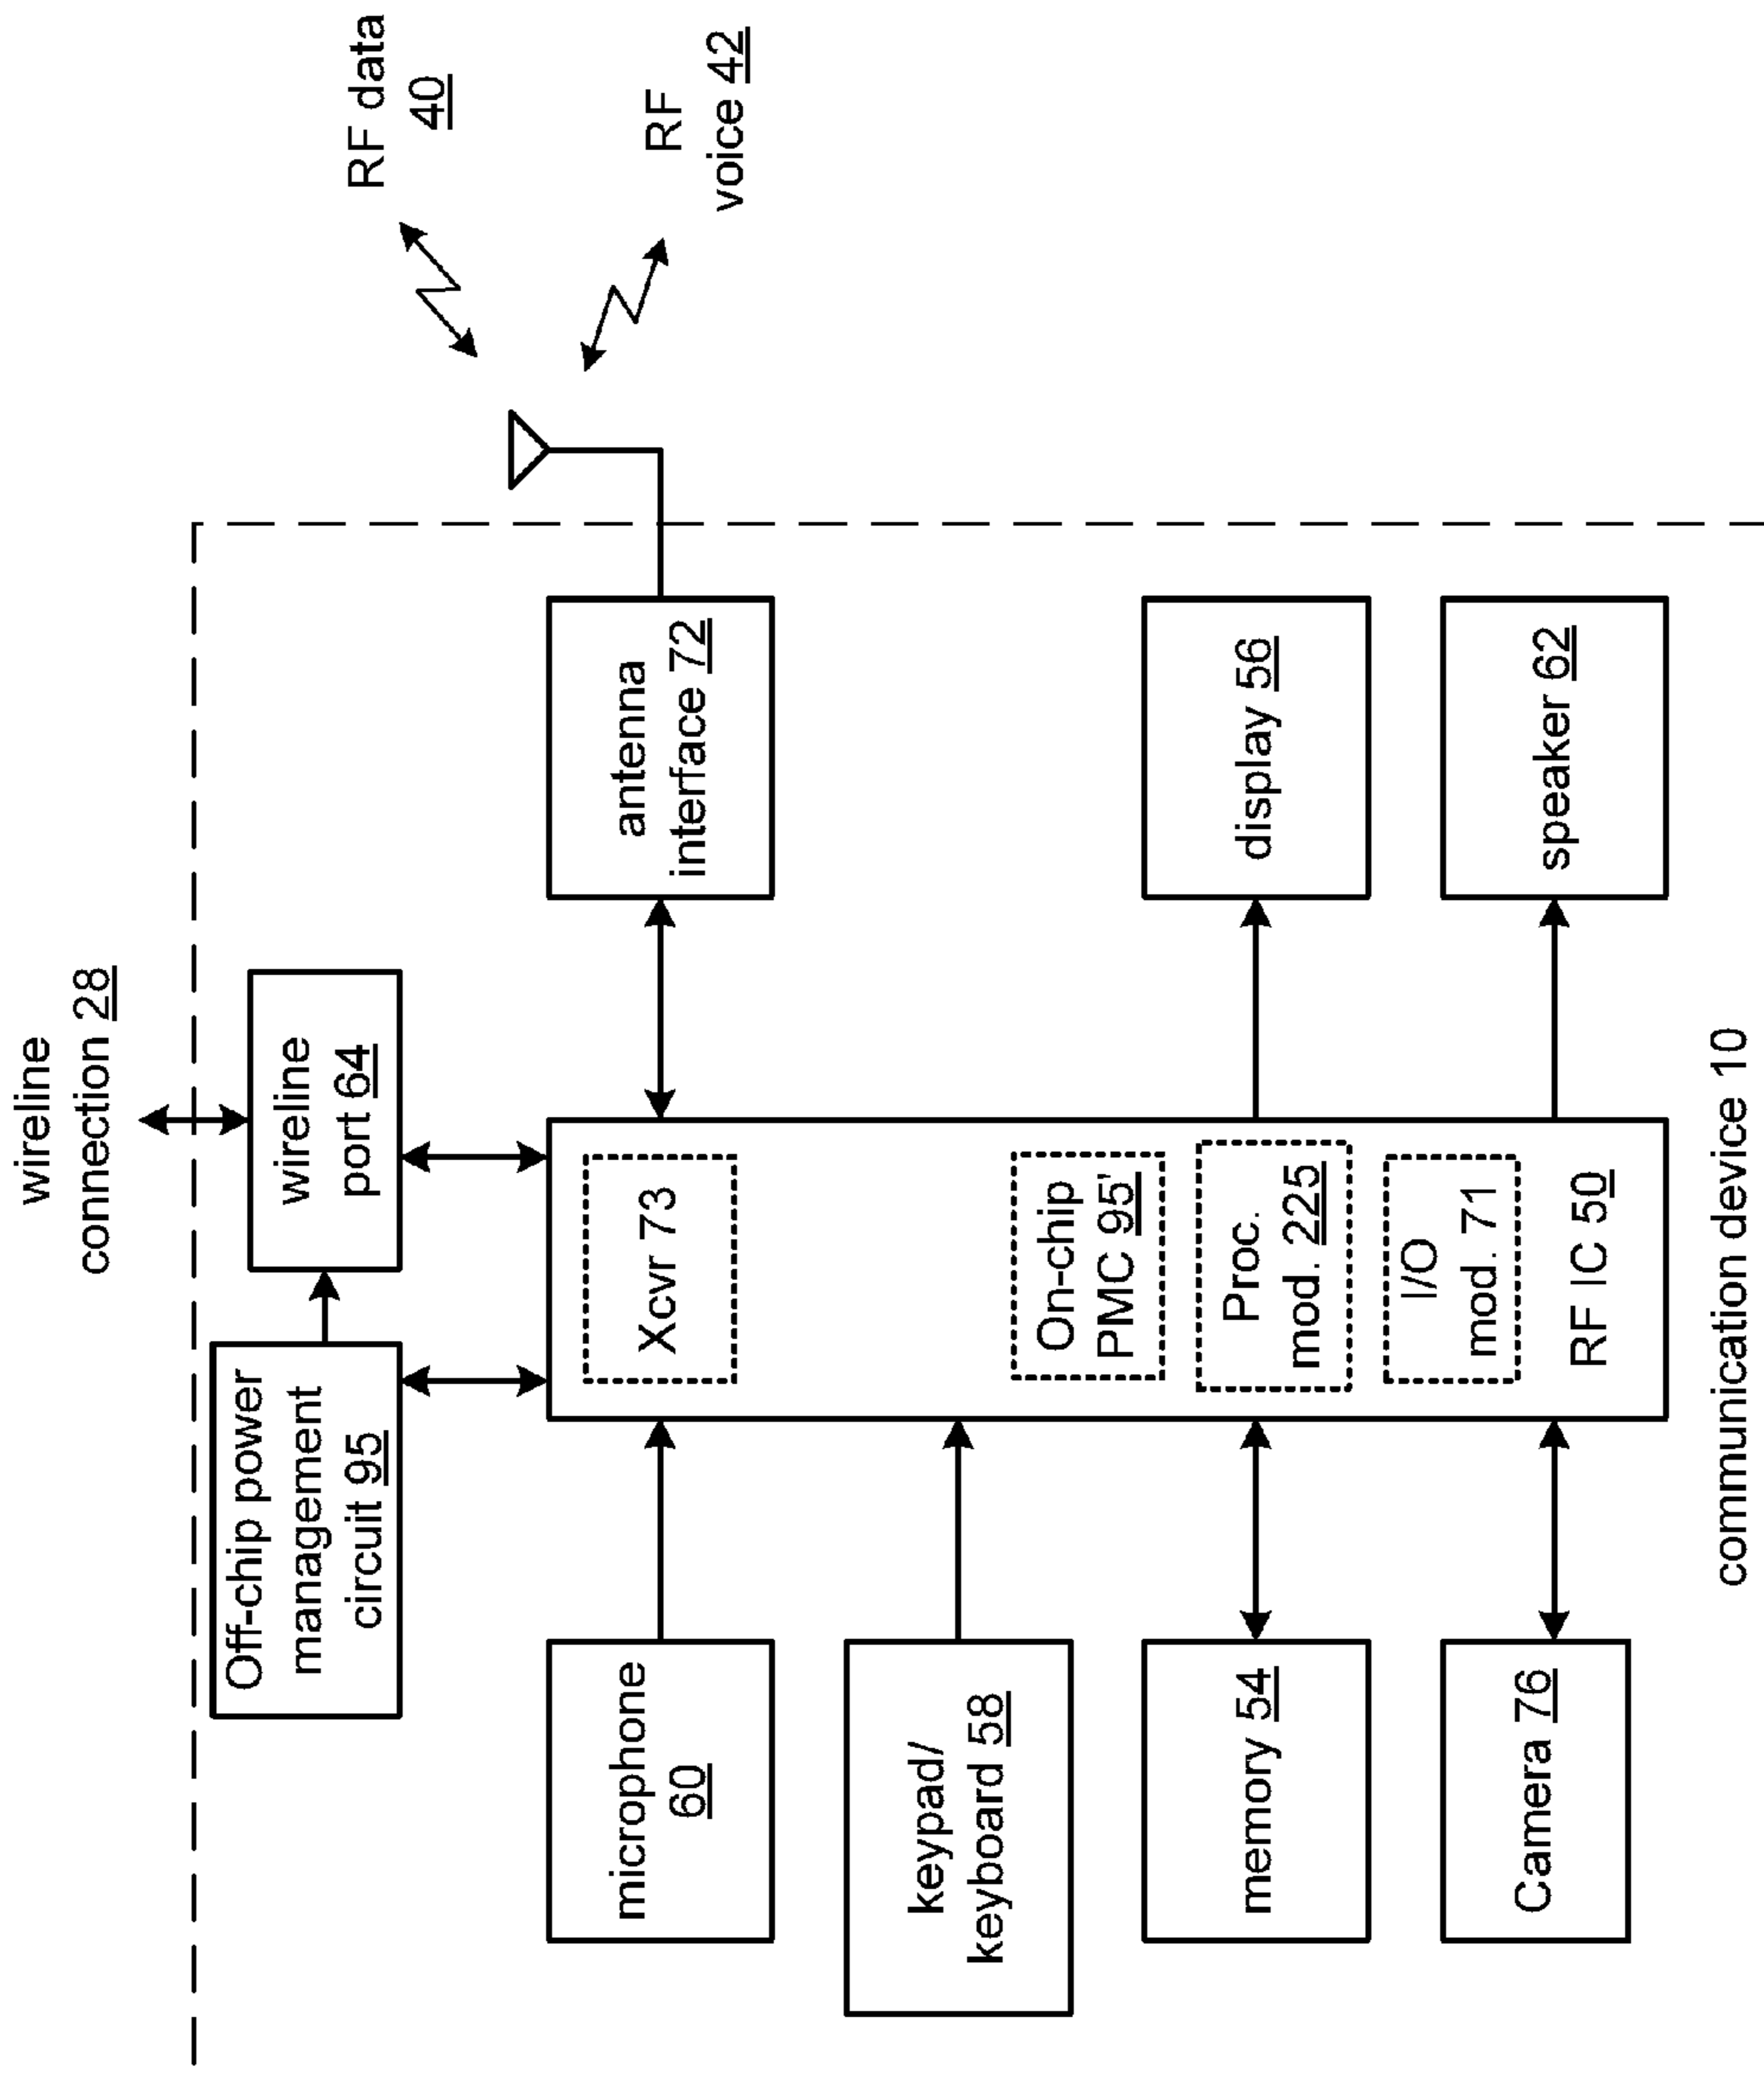 wireline
connection 28
RF data
40
RF
voice 42
Off-chip power
management
circuit 95
wireline
port 64
microphone
60
keypad/
keyboard 58
memory 54
Camera 76
Xcvr 73
On-chip
PMC 95'
Proc.
mod. 225
I/O
mod. 71
RF IC 50
antenna
interface 72
display 56
speaker 62
communication device 10